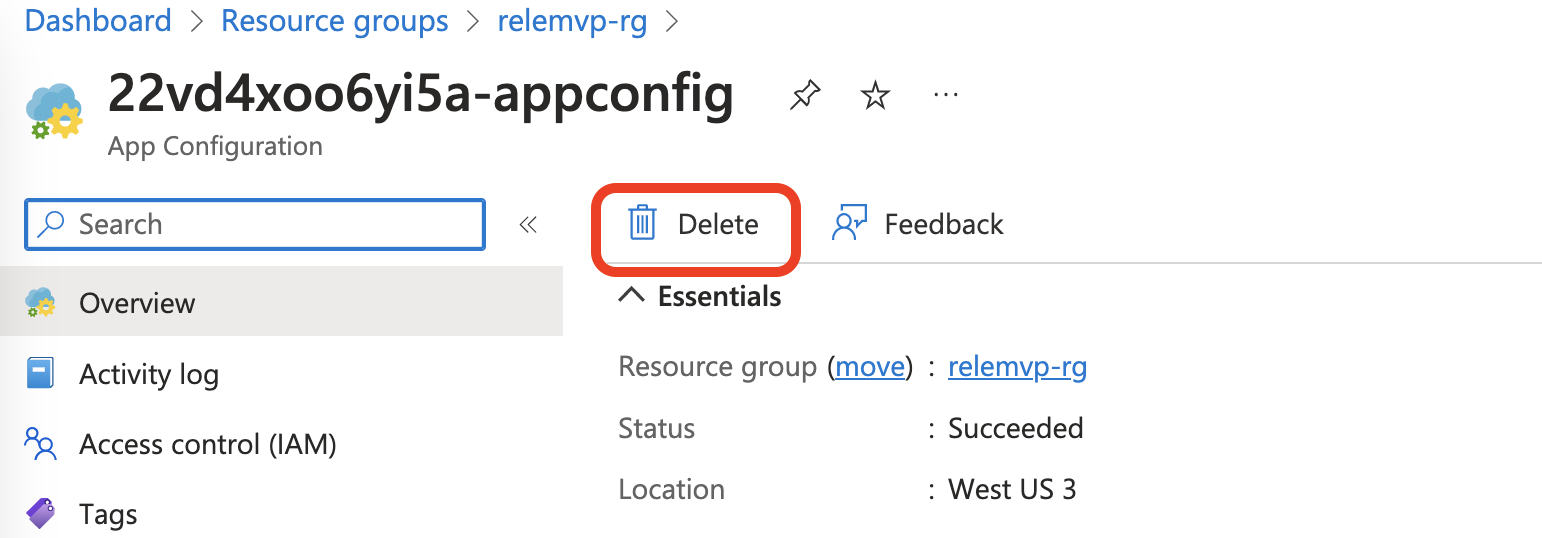 Dashboard > Resource groups > relemvp-rg >
22vd4xoo6yi5a-appconfig
App Configuration
Search
Delete
Feedback
Overview
Activity log
Access control (IAM)
Tags
Essentials
Resource group (move) : relemvp-rg
Status : Succeeded
Location : West US 3